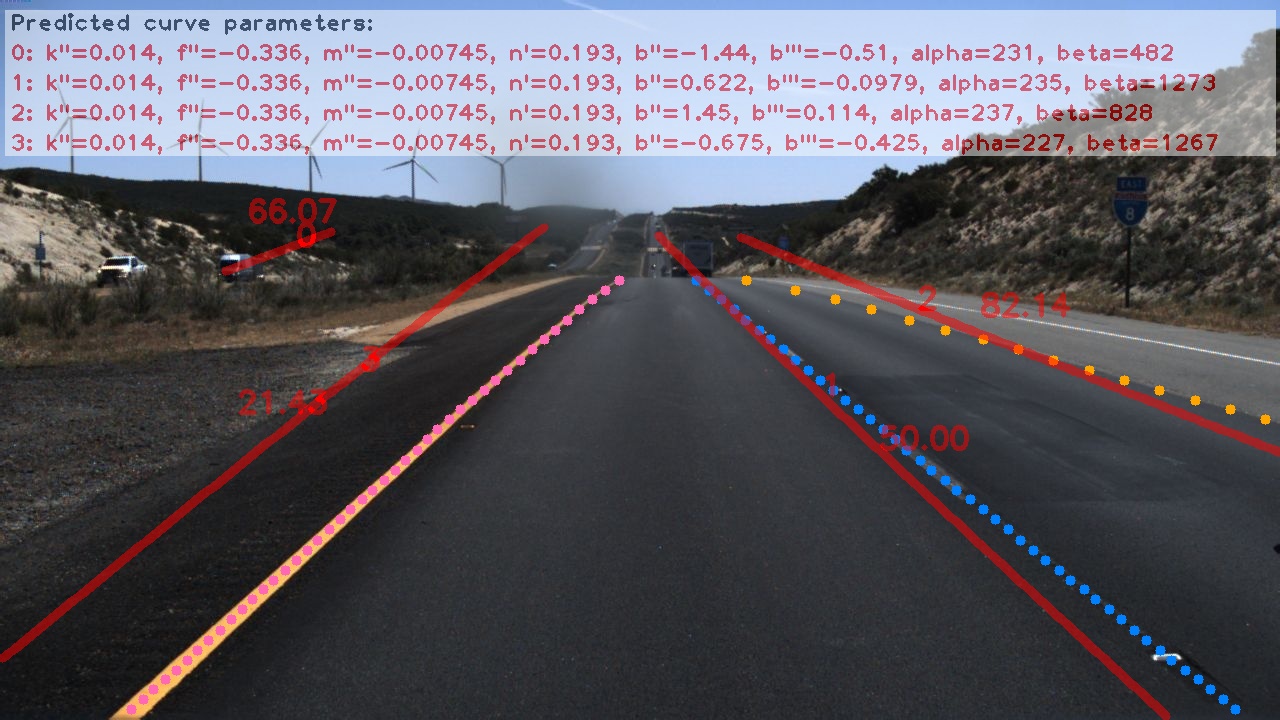 Predicted curve parameters:
0: k"=0.014, f"=−0.336, m"=−0.00745, n'=0.193, b"=−1.44, b'"=−0.51, alpha=231, beta=482
1: k"=0.014, f"=−0.336, m"=−0.00745, n'=0.193, b"=0.622, b'"=−0.0979, alpha=235, beta=1273
2: k"=0.014, f"=−0.336, m"=−0.00745, n'=0.193, b"=1.45, b'"=0.114, alpha=237, beta=828
3: k"=0.014, f"=−0.336, m"=−0.00745, n'=0.193, b"=−0.675, b'"=−0.425, alpha=227, beta=1267
EAST
8
66.07
0
2
82.14
3
1
50.00